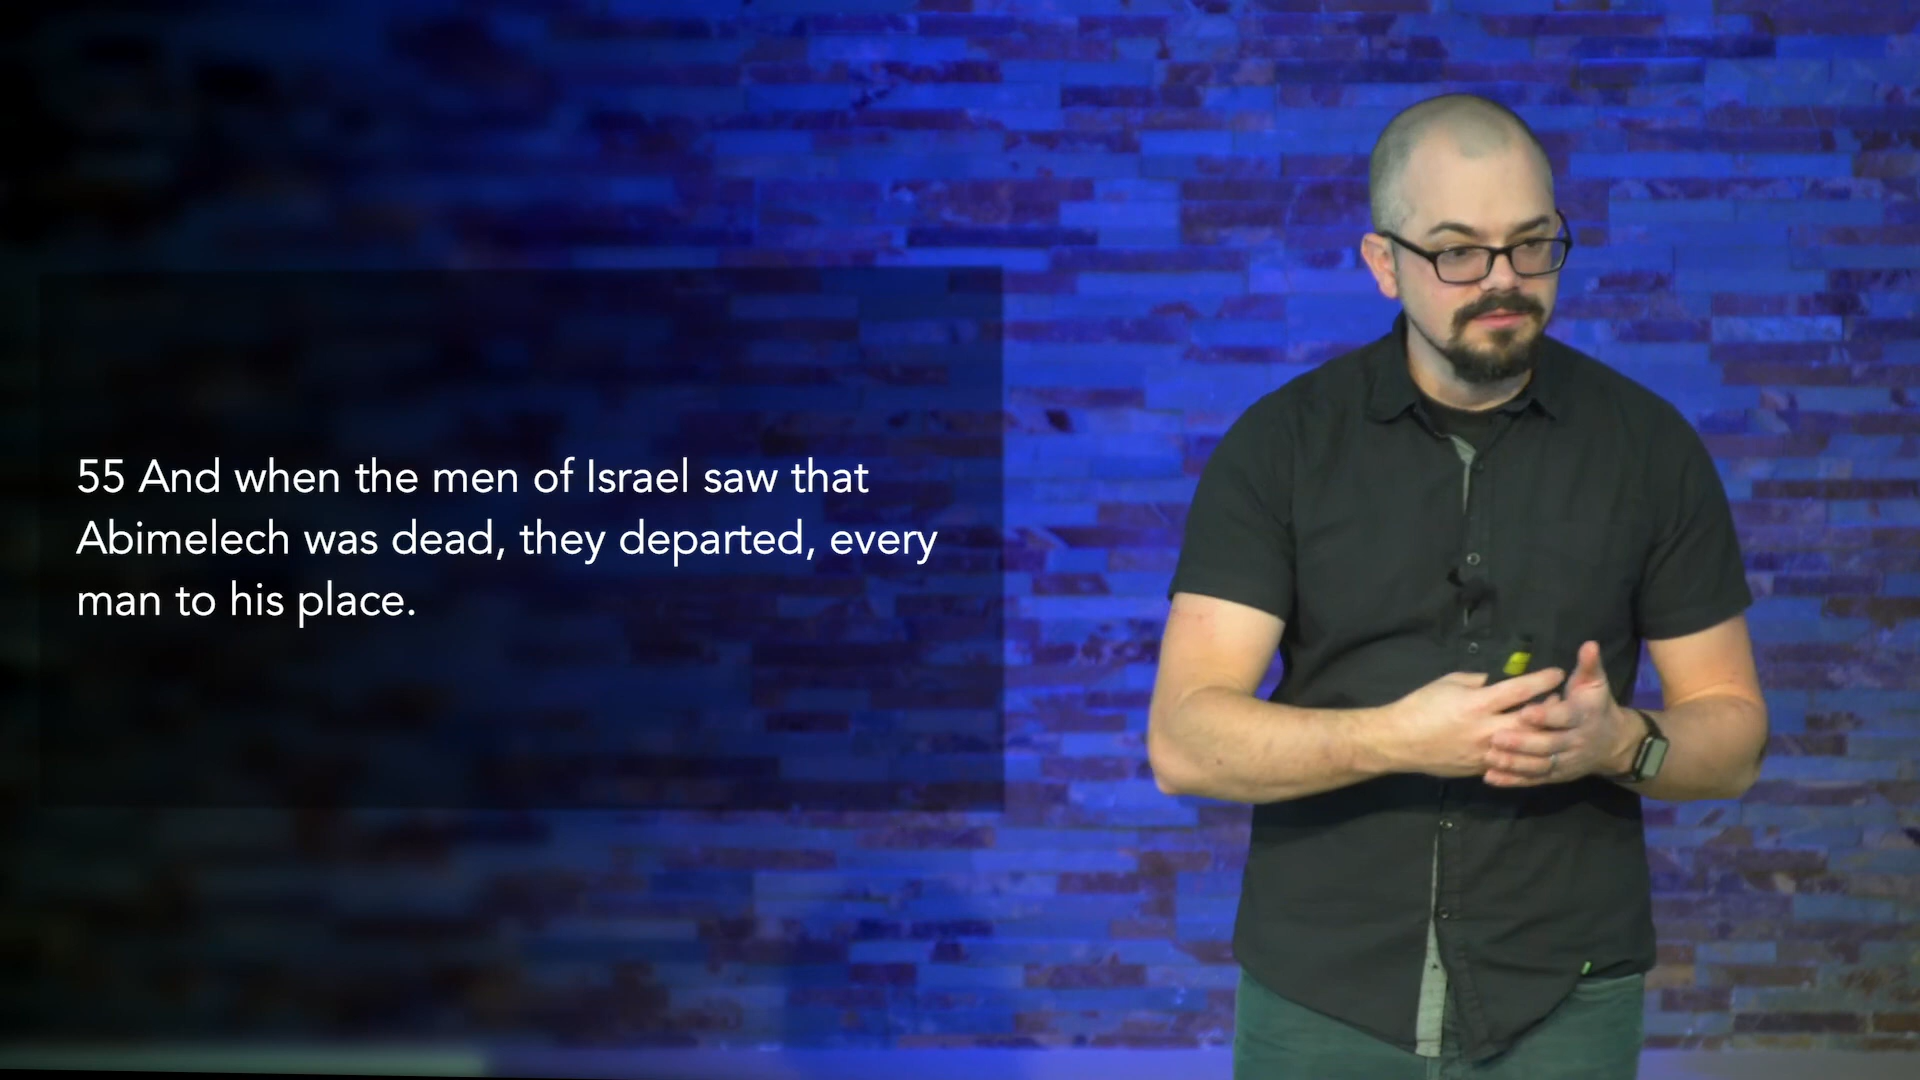 55 And when the men of Israel saw that
Abimelech was dead, they departed, every
man to his place.